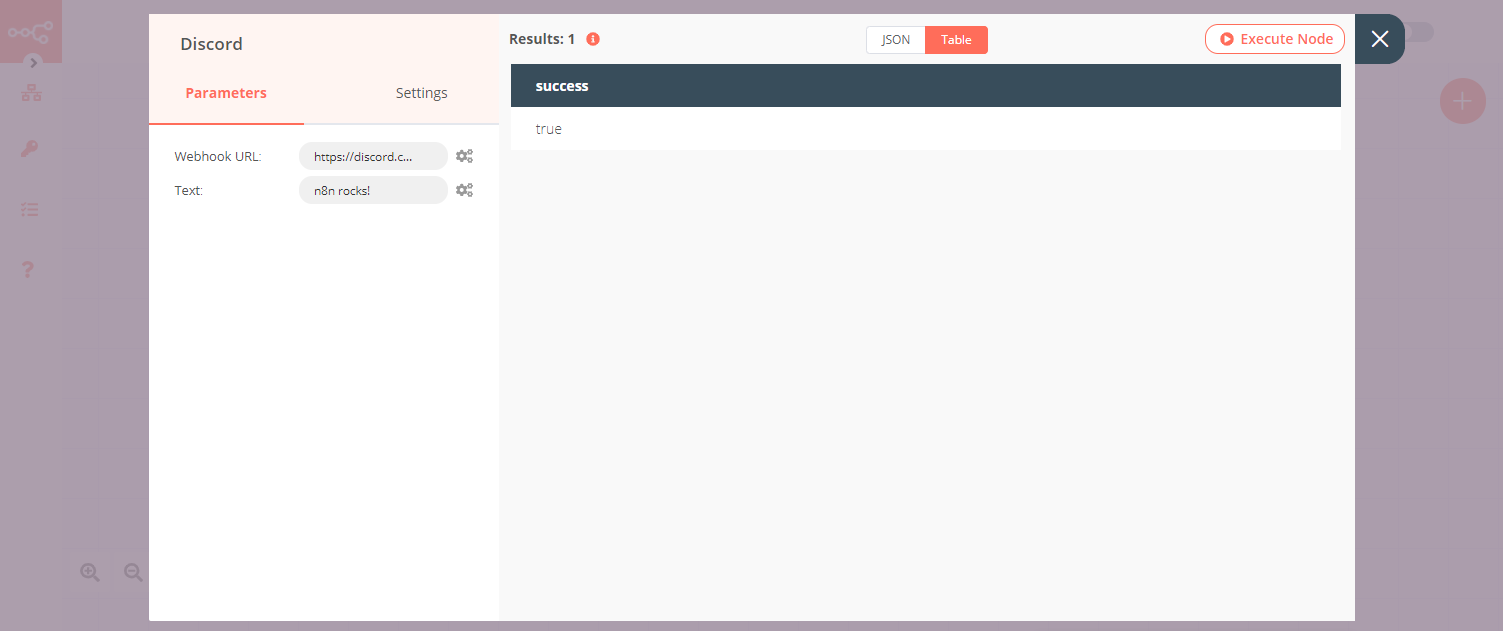 Discord
Parameters
Settings
Webhook URL:
https://discord.c...
Text:
n8n rocks!
Results: 1
JSON
Table
Execute Node
success
true